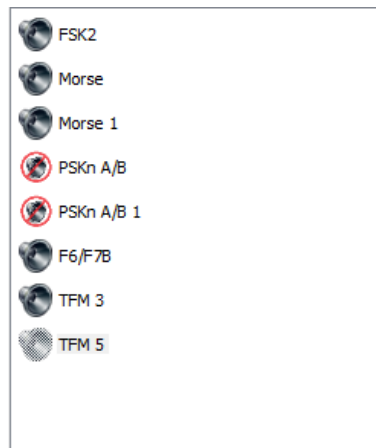 FSK2
Morse
Morse 1
PSKn A/B
PSKn A/B 1
F6/F7B
TFM 3
TFM 5